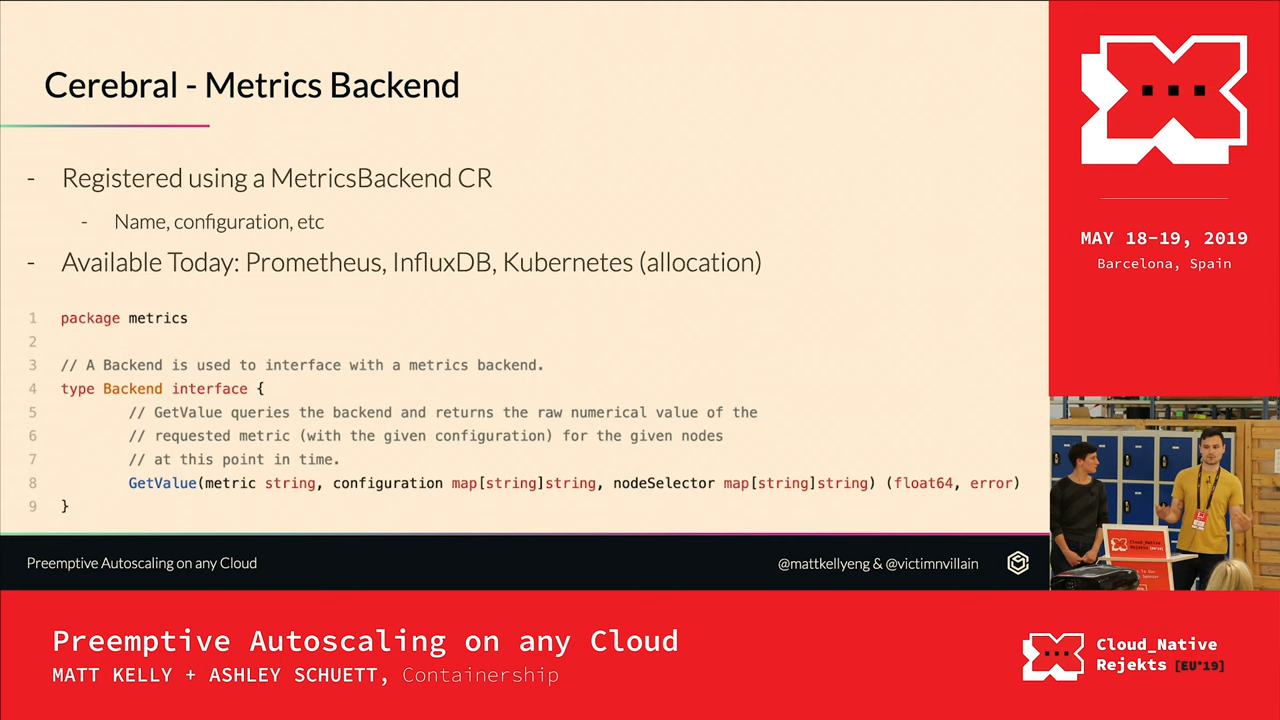 Cerebral - Metrics Backend
- Registered using a MetricsBackend CR
- Name, configuration, etc
- Available Today: Prometheus, InfluxDB, Kubernetes (allocation)
1 package metrics
2
3 // A Backend is used to interface with a metrics backend.
4 type Backend interface {
5 // GetValue queries the backend and returns the raw numerical value of the
6 // requested metric (with the given configuration) for the given nodes
7 // at this point in time.
8 GetValue(metric string, configuration map[string]string, nodeSelector map[string]string) (float64, error)
9 }
Preemptive Autoscaling on any Cloud
@mattkellyeng & @victimnvillain
MAY 18-19, 2019
Barcelona, Spain
Cloud_Native
Rejekts
Preemptive Autoscaling on any Cloud
MATT KELLY + ASHLEY SCHUETT, Containership
Cloud_Native
Rejekts [EU*19]